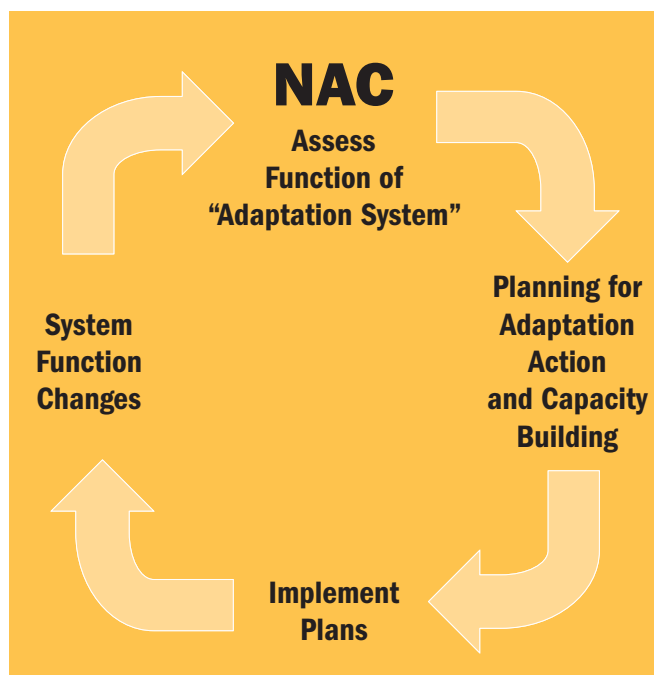 NAC
Assess
Function of
“Adaptation System”
Planning for
Adaptation
Action
and Capacity
Building
Implement
Plans
System
Function
Changes